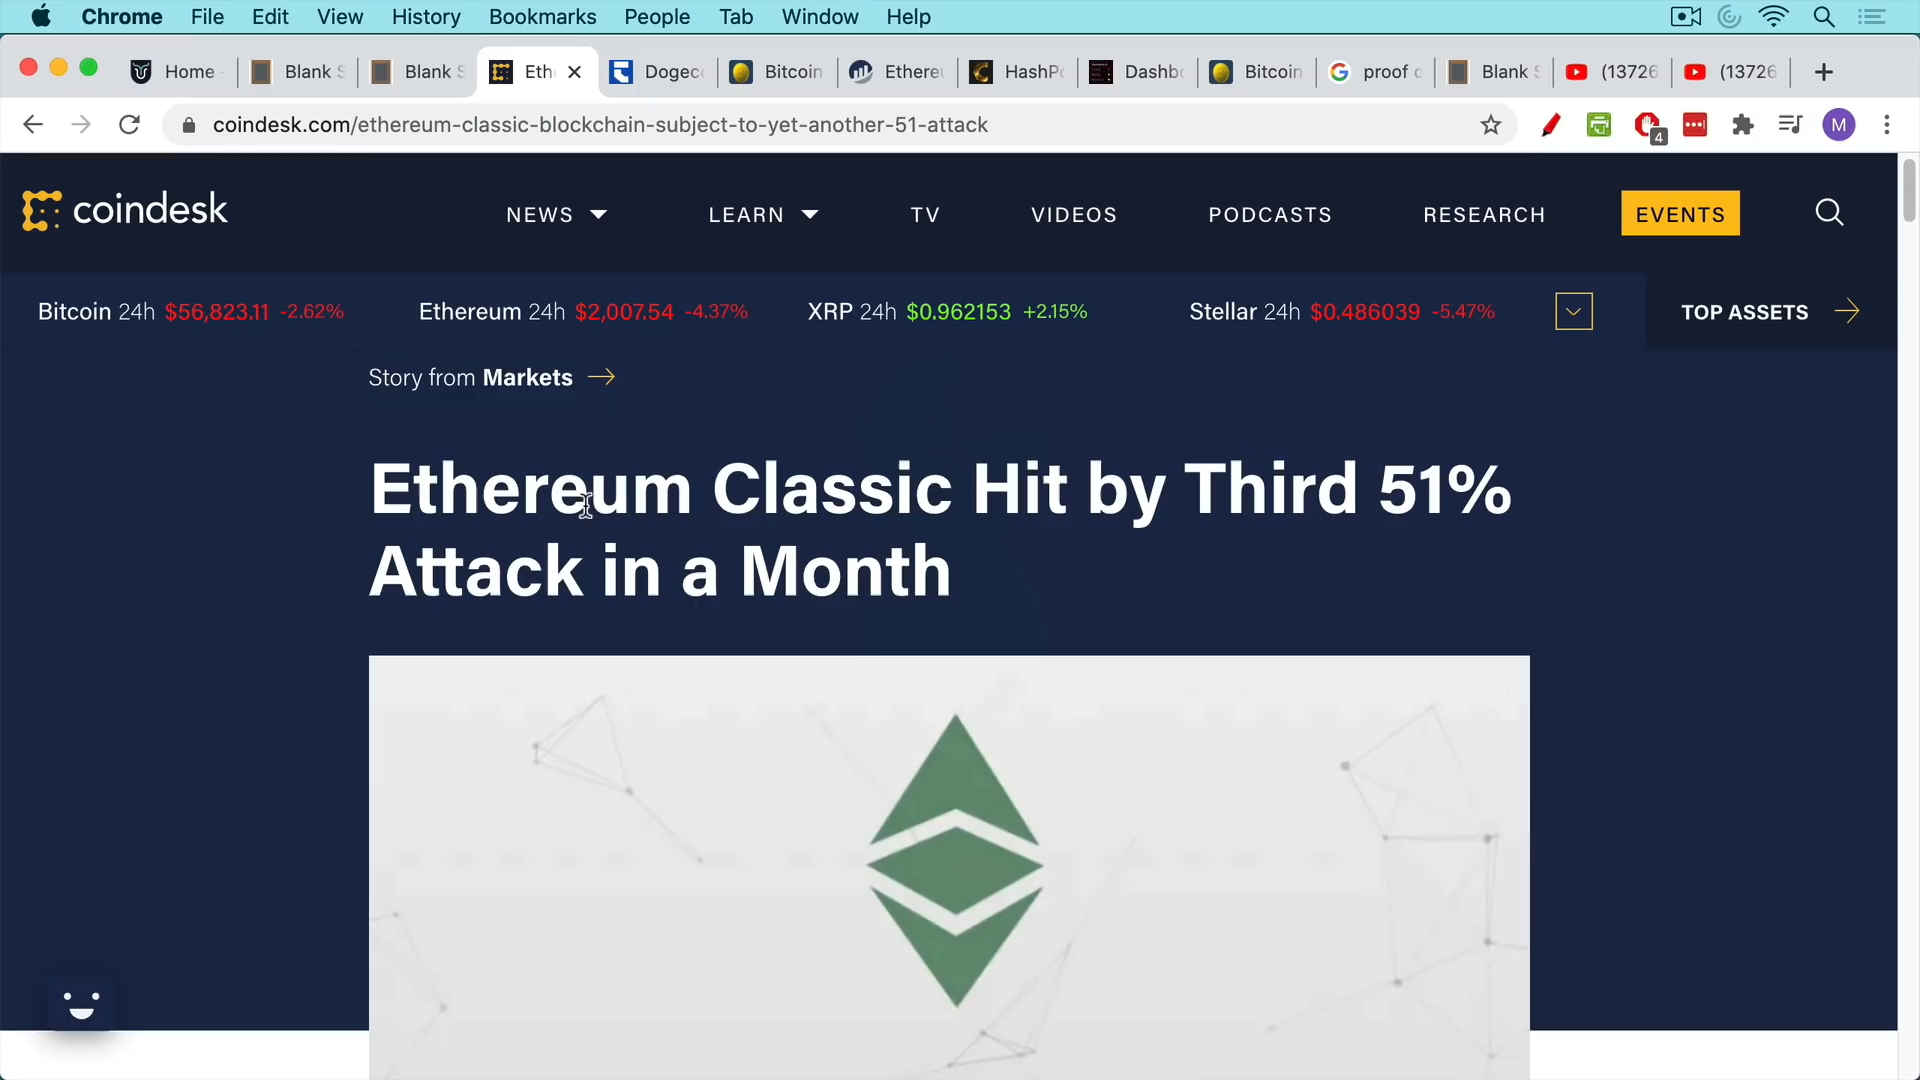 Chrome File Edit View History Bookmarks People Tab Window Help
Home Blank S Blank S Eth Dogec Bitcoin Ethere HashPo Dashbo Bitcoin proof o Blank S (13726 (13726
coindesk.com/ethereum-classic-blockchain-subject-to-yet-another-51-attack
4
M
coindesk NEWS LEARN TV VIDEOS PODCASTS RESEARCH EVENTS
Bitcoin 24h $56,823.11 -2.62% Ethereum 24h $2,007.54 -4.37% XRP 24h $0.962153 +2.15% Stellar 24h $0.486039 -5.47% TOP ASSETS
Story from Markets
Ethereum Classic Hit by Third 51%
Attack in a Month